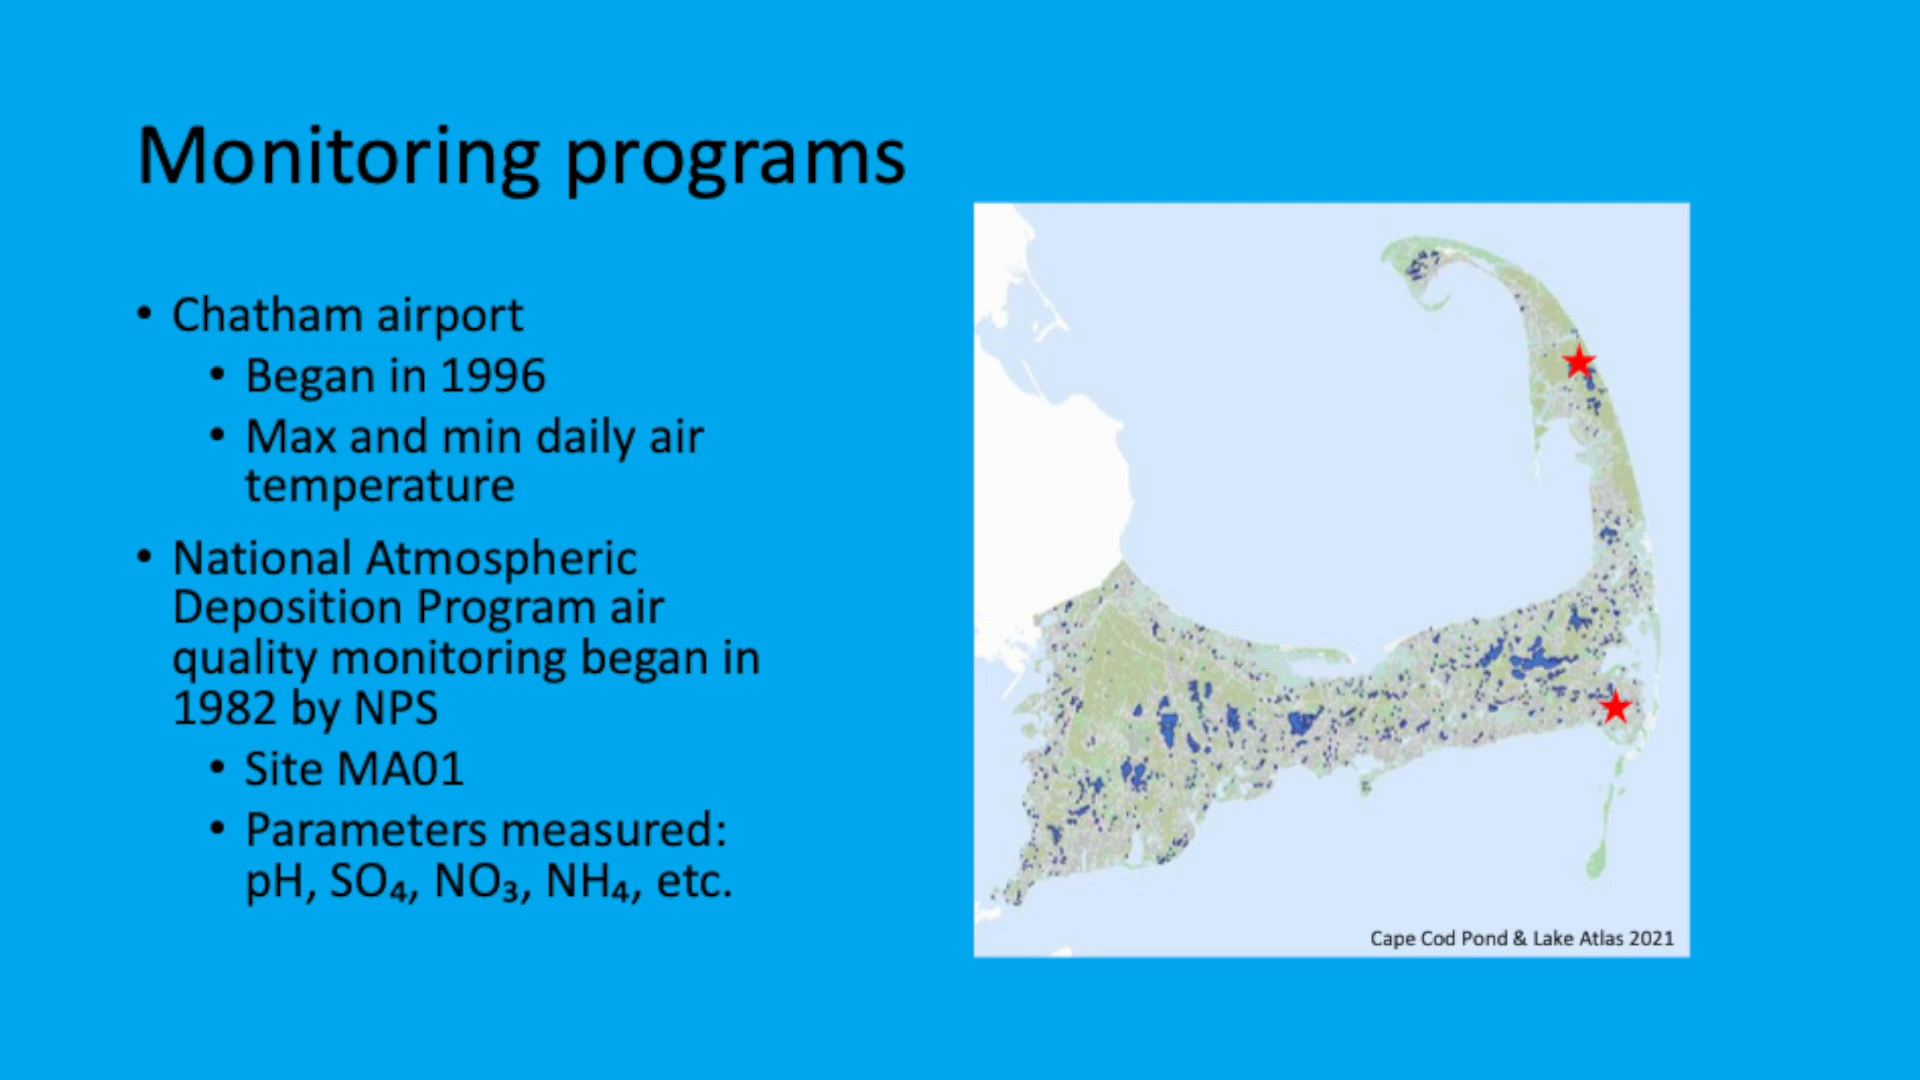 Monitoring programs
• Chatham airport
• Began in 1996
• Max and min daily air
temperature
• National Atmospheric
Deposition Program air
quality monitoring began in
1982 by NPS
• Site MA01
• Parameters measured:
pH, SO₄, NO₃, NH₄, etc.
Cape Cod Pond & Lake Atlas 2021